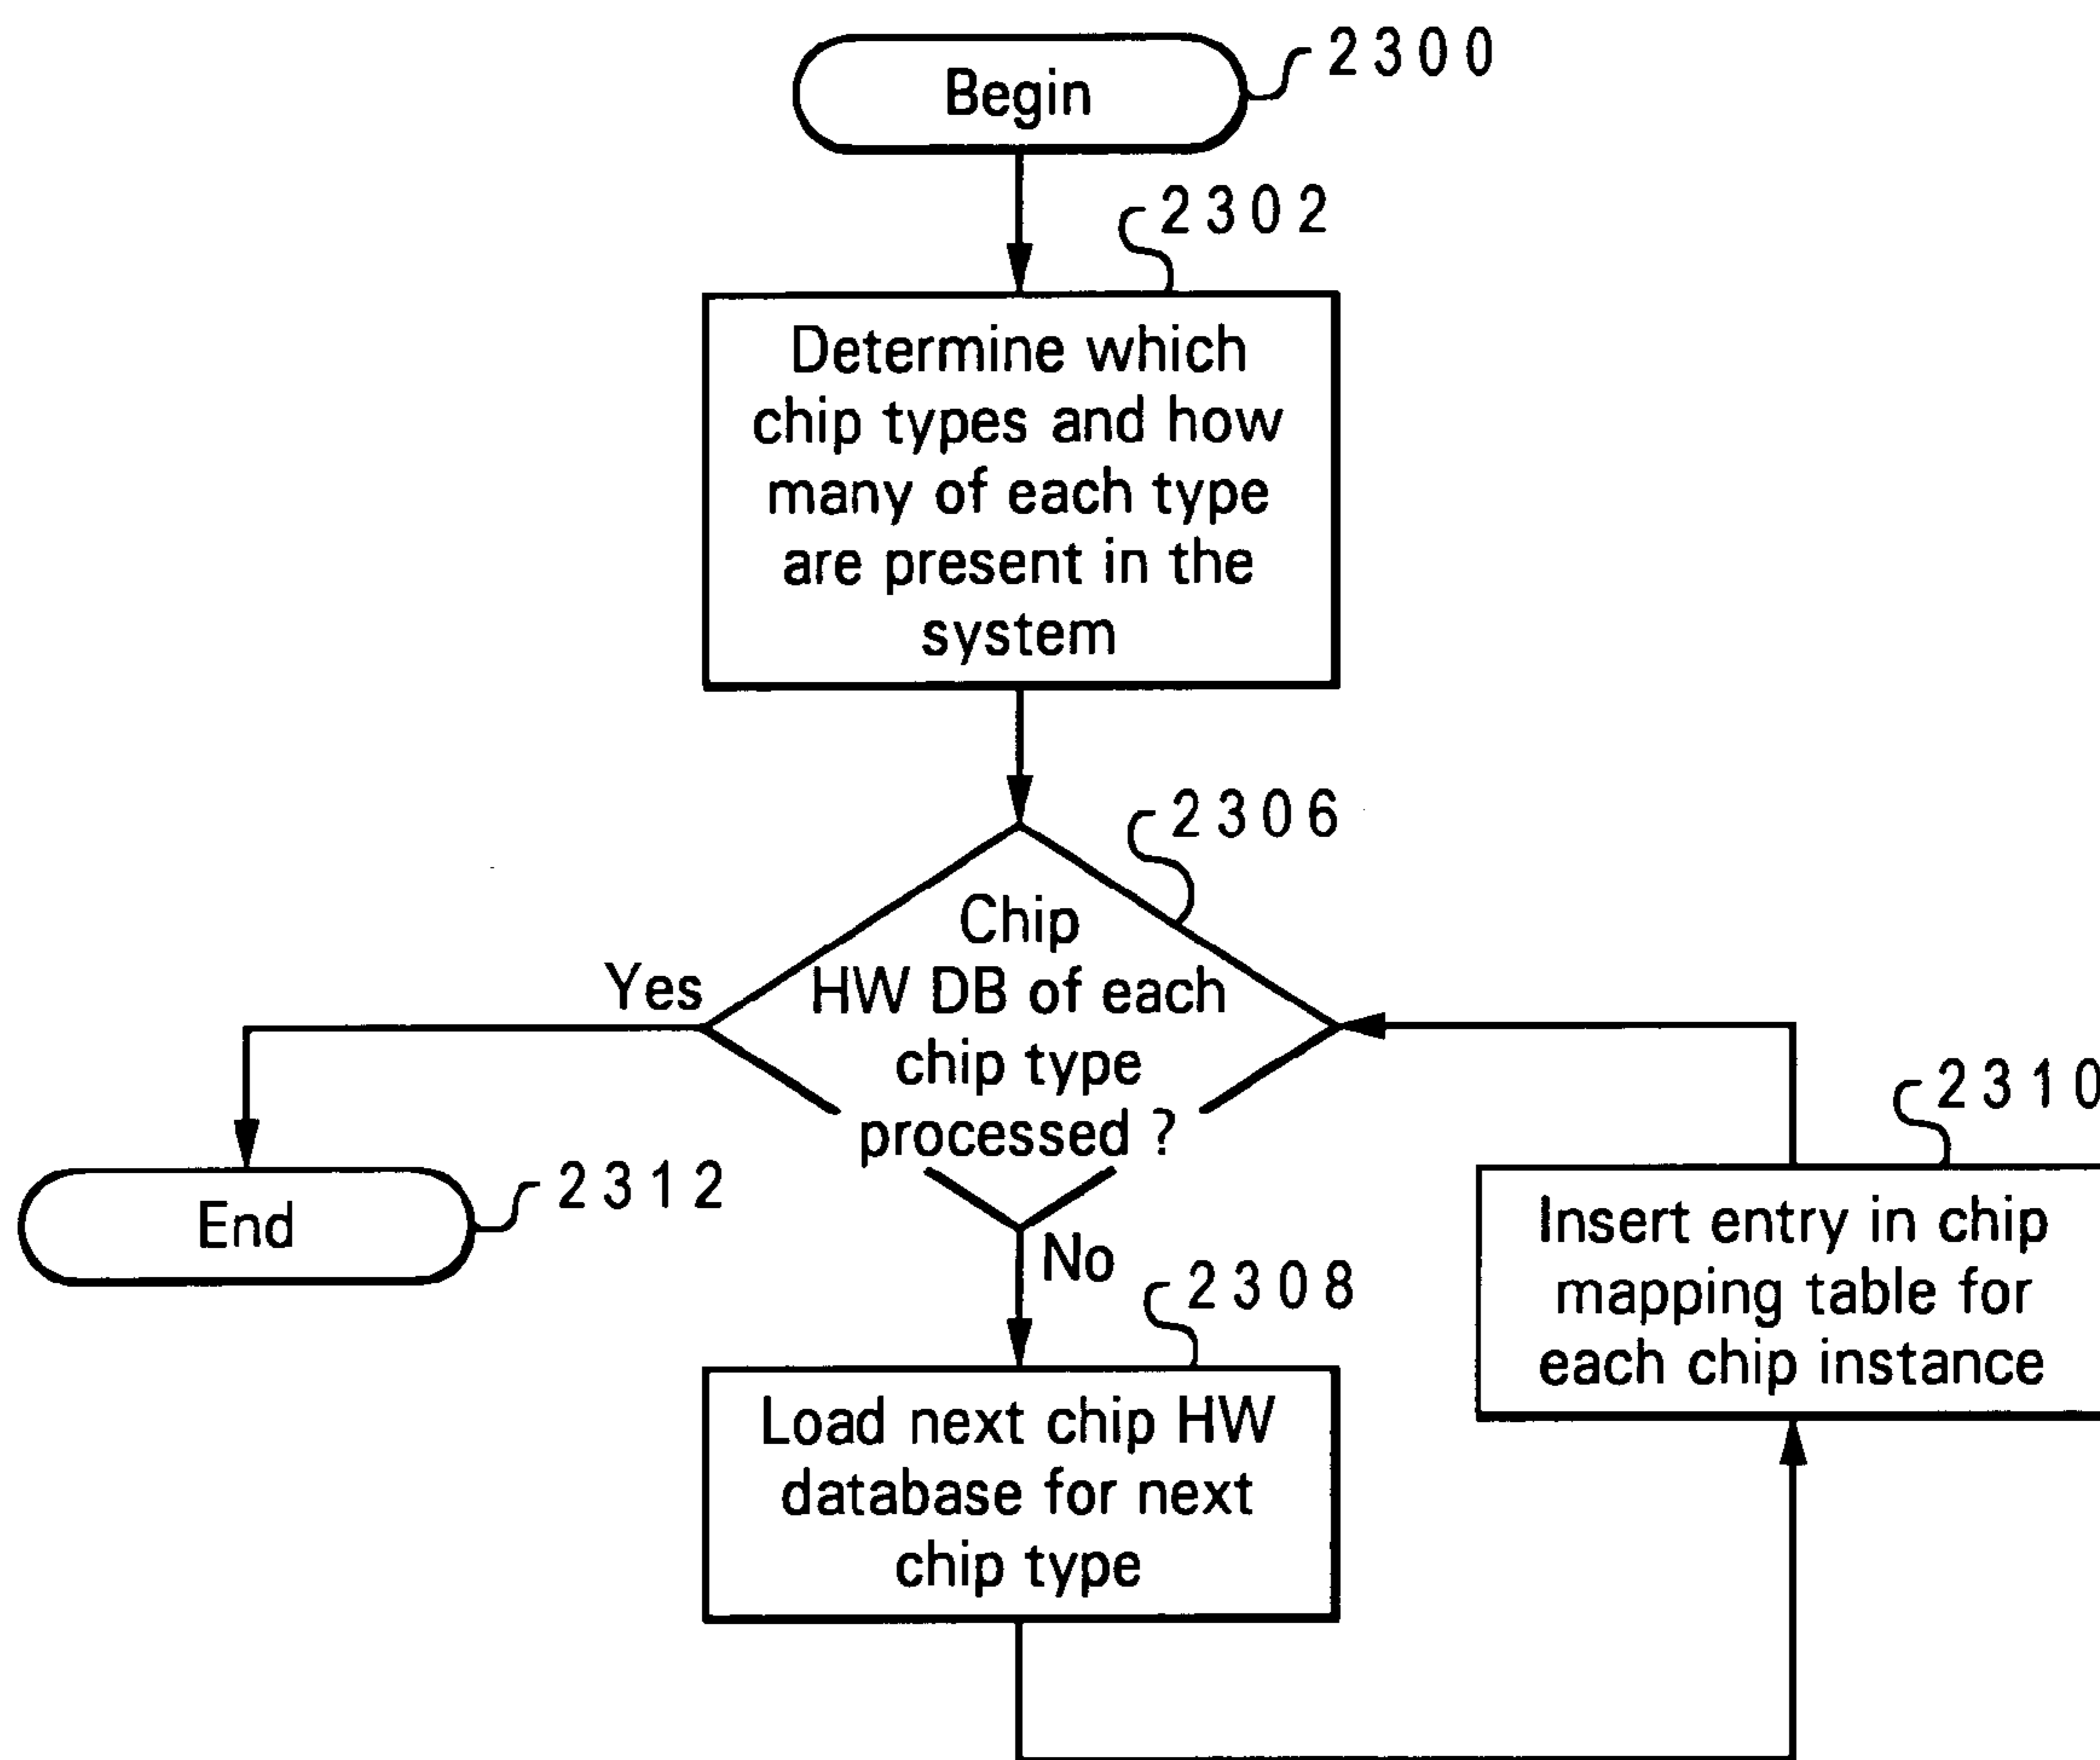 Begin
2300
2302
Determine which
chip types and how
many of each type
are present in the
system
2306
Chip
HW DB of each
chip type
processed ?
Yes
No
2312
End
2308
Load next chip HW
database for next
chip type
2310
Insert entry in chip
mapping table for
each chip instance